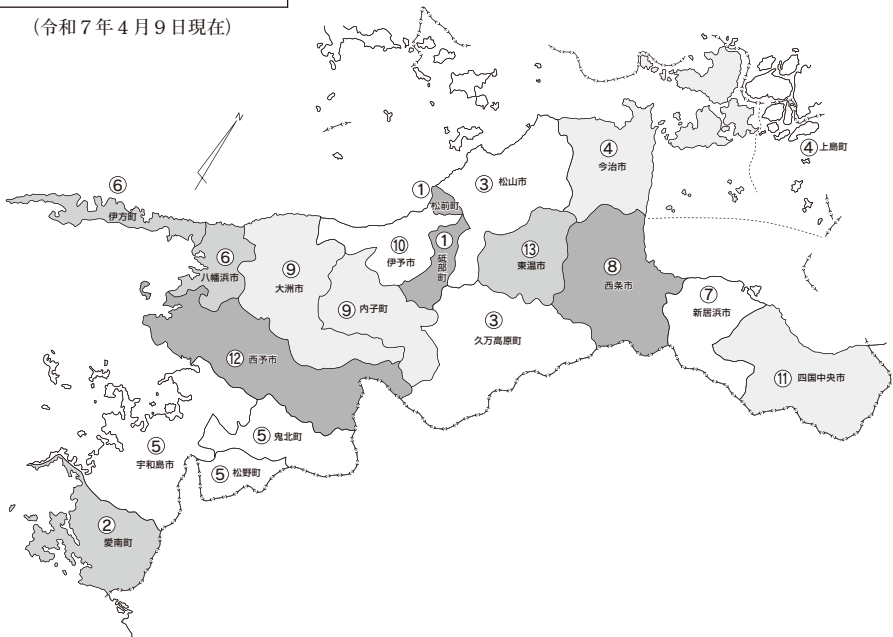 (令和7年4月9日現在)
④ 上島町
④
今治市
③ 松山市
①
松前町
⑥
伊方町
⑥
八幡浜市
⑨
大洲市
⑩
伊予市
①
砥部町
⑬
東温市
⑧
西条市
⑦
新居浜市
⑨ 内子町
③
久万高原町
⑫ 西予市
⑪ 四国中央市
⑤ 鬼北町
⑤
宇和島市
⑤ 松野町
②
愛南町
N